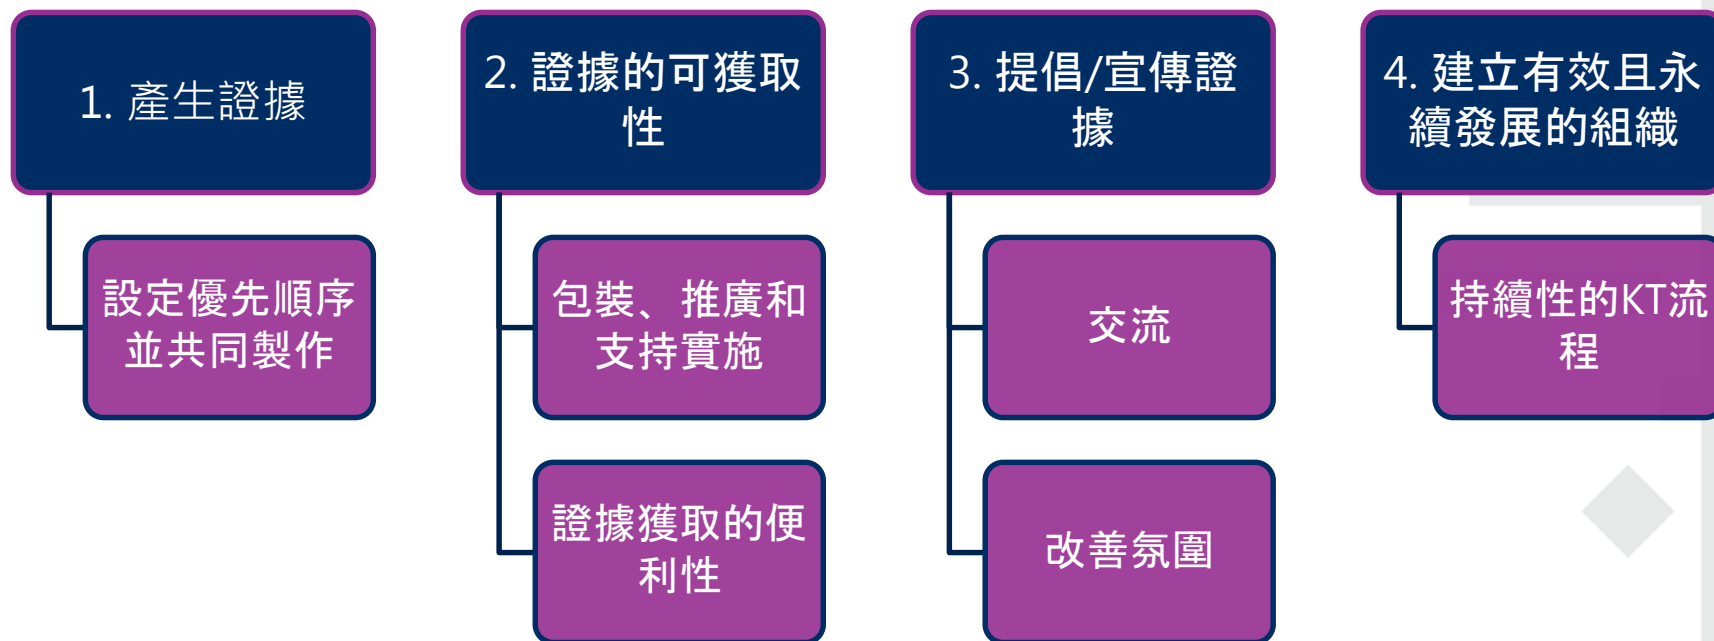 1. 產生證據
2. 證據的可獲取
性
3. 提倡/宣傳證
據
4. 建立有效且永
續發展的組織
設定優先順序
並共同製作
包裝、推廣和
支持實施
交流
持續性的KT流
程
證據獲取的便
利性
改善氛圍